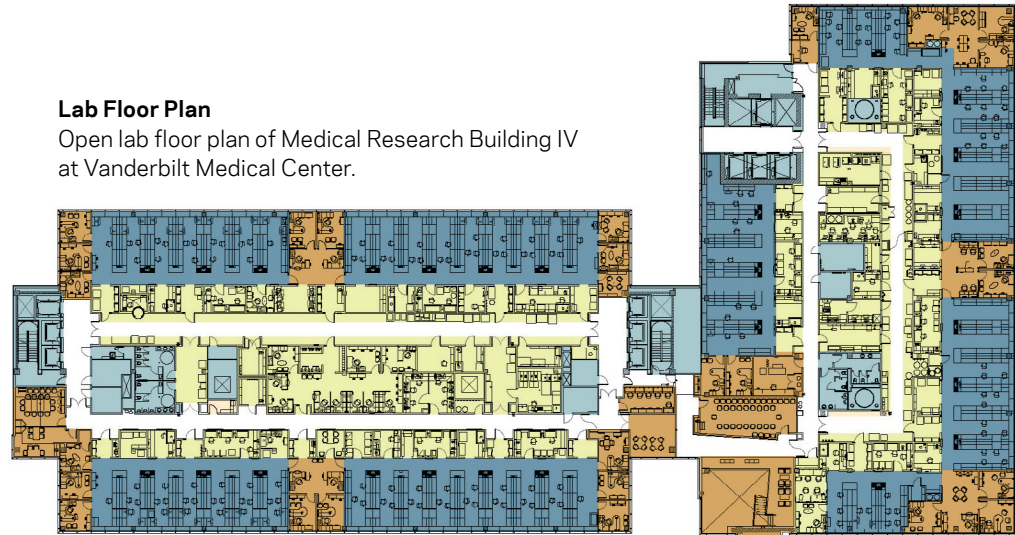 Lab Floor Plan
Open lab floor plan of Medical Research Building IV
at Vanderbilt Medical Center.